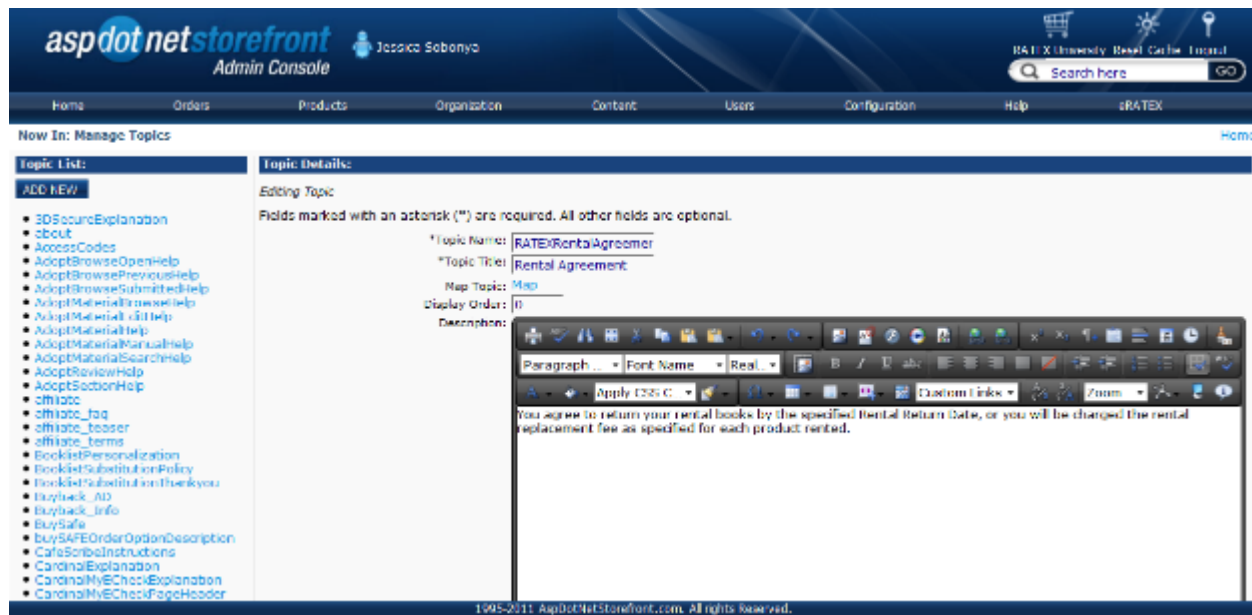 aspdotnetstorefront
Admin Console
Jessica Sobonya
RATEX University Reset Cache Logout
Search here GO
Home Orders Products Organization Content Users Configuration Help eRATEX
Now In: Manage Topics
Home
Topic List:
ADD NEW
3DSecureExplanation
about
AccessCodes
AdoptBrowseOpenHelp
AdoptBrowsePreviousHelp
AdoptBrowseSubmittedHelp
AdoptMaterialBrowseHelp
AdoptMaterialEditHelp
AdoptMaterialHelp
AdoptMaterialManualHelp
AdoptMaterialSearchHelp
AdoptReviewHelp
AdoptSectionHelp
affiliate
affiliate_faq
affiliate_teaser
affiliate_terms
BooklistPersonalization
BooklistSubstitutionPolicy
BooklistSubstitutionThankyou
Buyback_AD
Buyback_Info
BuySafe
buySAFEOrderOptionDescription
CafeScribeInstructions
CardinalExplanation
CardinalMyECheckExplanation
CardinalMyECheckPageHeader
Topic Details:
Editing Topic
Fields marked with an asterisk (*) are required. All other fields are optional.
*Topic Name: RATEXRentalAgreemer
*Topic Title: Rental Agreement
Map Topic: Map
Display Order: 0
Description:
Paragraph ... Font Name Real...
Apply CSS C Custom Links Zoom
You agree to return your rental books by the specified Rental Return Date, or you will be charged the rental
replacement fee as specified for each product rented.
1995-2011 AspDotNetStorefront.com. All rights Reserved.